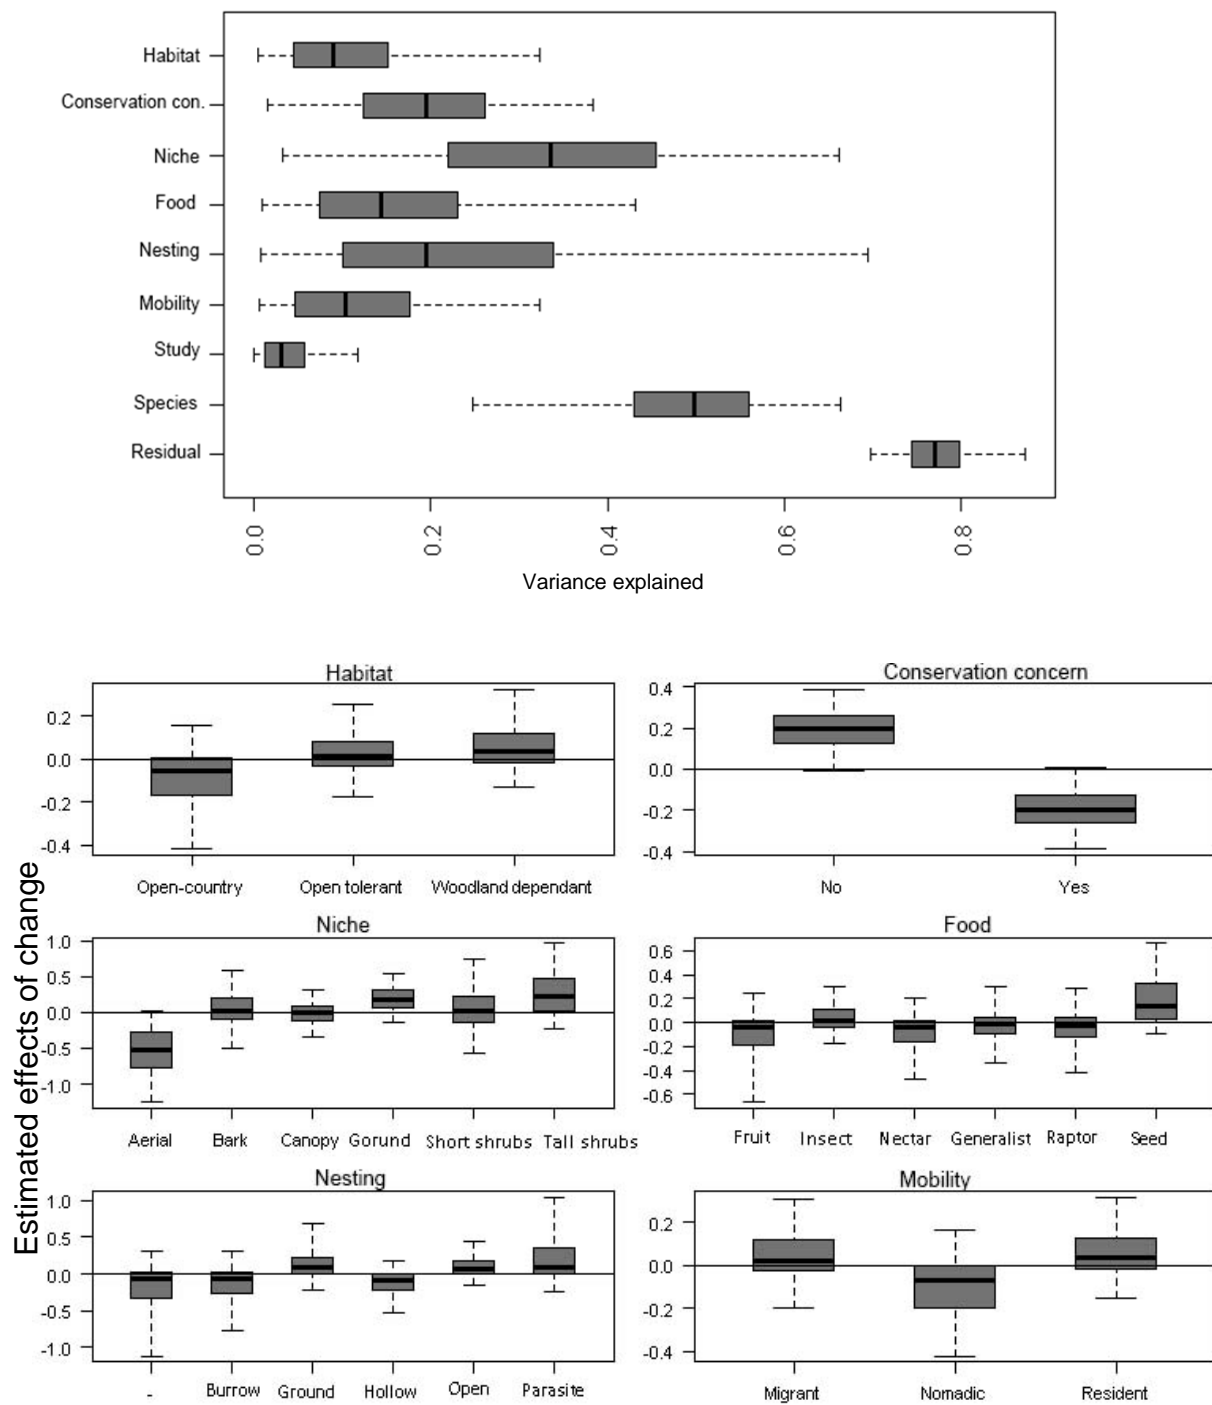 Habitat
Conservation con.
Niche
Food
Nesting
Mobility
Study
Species
Residual
0.0 0.2 0.4 0.6 0.8
Variance explained
Estimated effects of change
Habitat
0.2
0.0
-0.2
-0.4
Open-country Open tolerant Woodland dependant
Conservation concern
0.4
0.2
0.0
-0.2
-0.4
No Yes
Niche
1.0
0.5
0.0
-0.5
-1.0
Aerial Bark Canopy Gorund Short shrubs Tall shrubs
Food
0.6
0.4
0.2
0.0
-0.2
-0.4
-0.6
Fruit Insect Nectar Generalist Raptor Seed
Nesting
1.0
0.5
0.0
-0.5
-1.0
- Burrow Ground Hollow Open Parasite
Mobility
0.2
0.0
-0.2
-0.4
Migrant Nomadic Resident